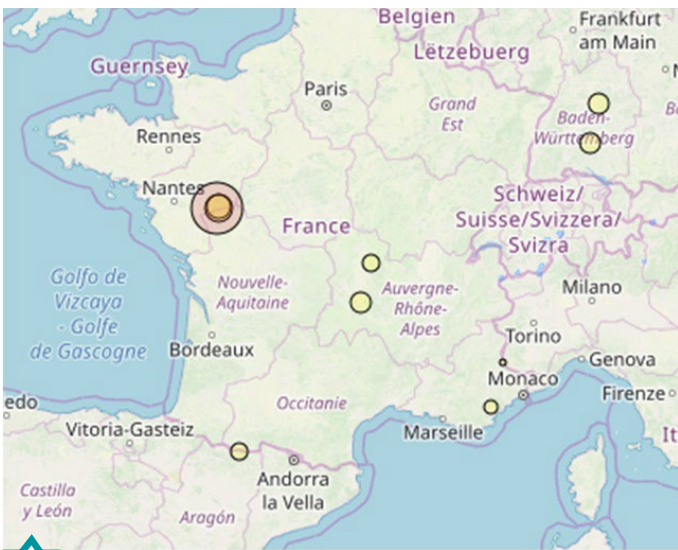 Belgien
Frankfurt
am Main
Guernsey
Lëtzebuerg
Paris
Grand
Est
Baden-
Württemberg
Rennes
Nantes
Schweiz/
Suisse/Svizzera/
Svizra
France
Golfo de
Vizcaya
- Golfe
de Gascogne
Nouvelle-
Aquitaine
Auvergne-
Rhône-
Alpes
Milano
Torino
Bordeaux
Genova
Monaco
Firenze
edo
Occitanie
Vitoria-Gasteiz
Marseille
It
Andorra
la Vella
Castilla
y León
Aragón